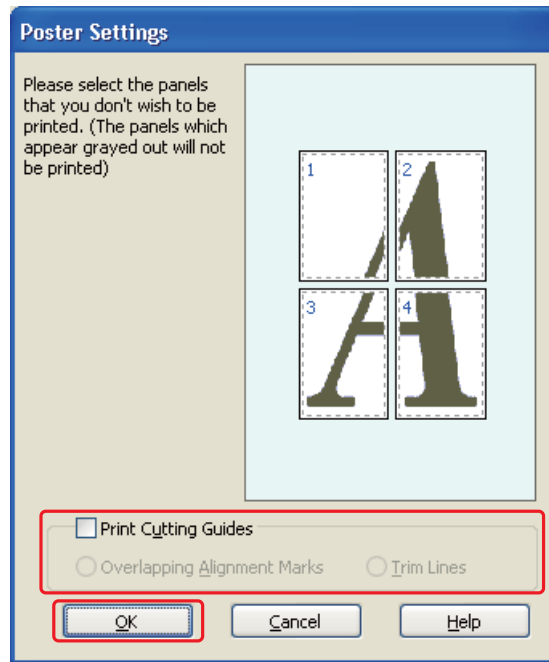 Poster Settings
Please select the panels
that you don't wish to be
printed. (The panels which
appear grayed out will not
be printed)
1 2
3 4
Print Cutting Guides
Overlapping Alignment Marks Trim Lines
OK Cancel Help